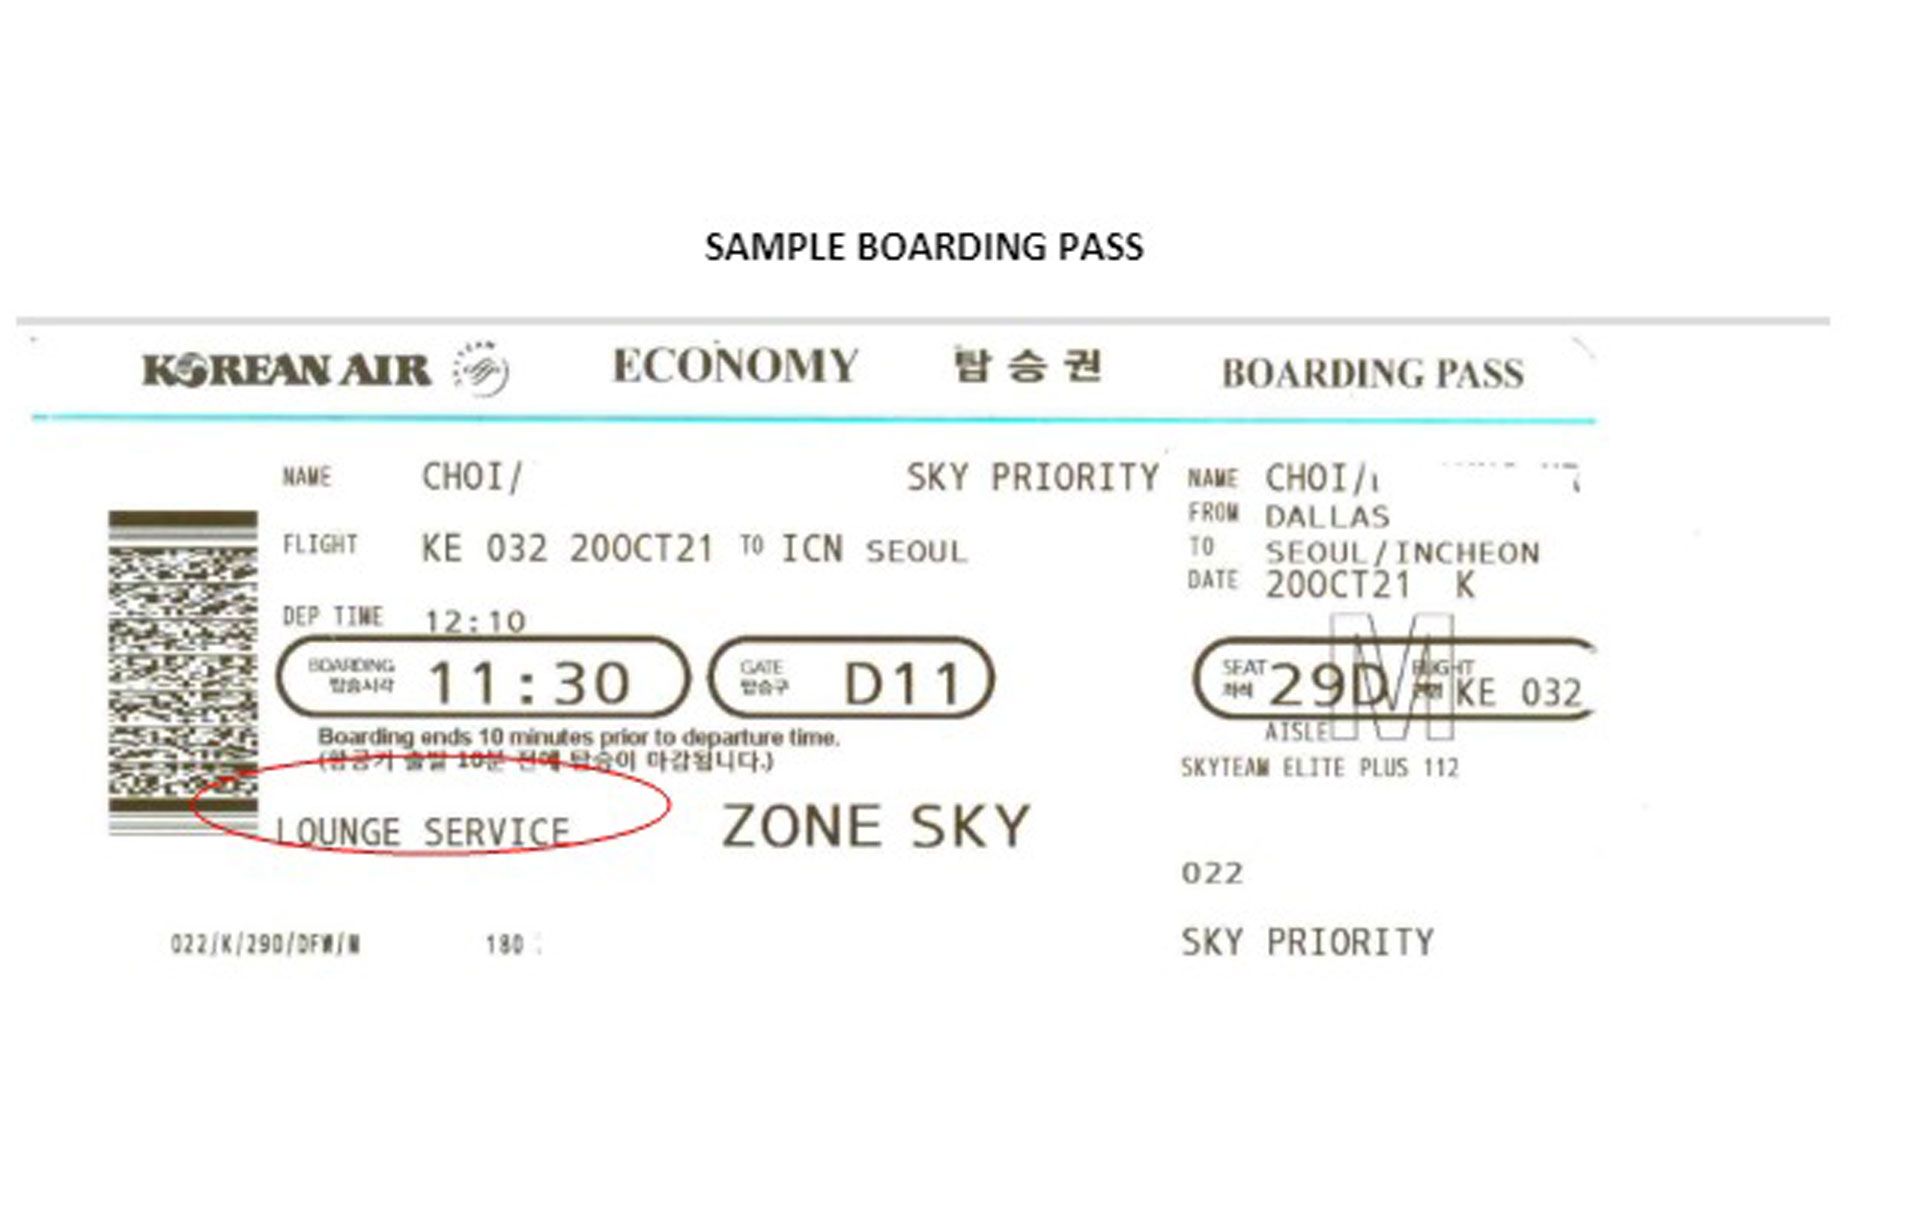 SAMPLE BOARDING PASS
KOREAN AIR
ECONOMY 탑승권 BOARDING PASS
NAME CHOI/ SKY PRIORITY
FLIGHT KE 032 20OCT21 TO ICN SEOUL
DEP TIME 12:10
BOARDING 탑승시각 11:30
GATE 탑승구 D11
Boarding ends 10 minutes prior to departure time.
(항공기 출발 10분 전에 탑승이 마감됩니다.)
LOUNGE SERVICE ZONE SKY
022/K/29D/DFW/M 180
NAME CHOI/
FROM DALLAS
TO SEOUL/INCHEON
DATE 20OCT21 K
SEAT 좌석 29D FLIGHT 편명 KE 032
M
AISLE
SKYTEAM ELITE PLUS 112
022
SKY PRIORITY